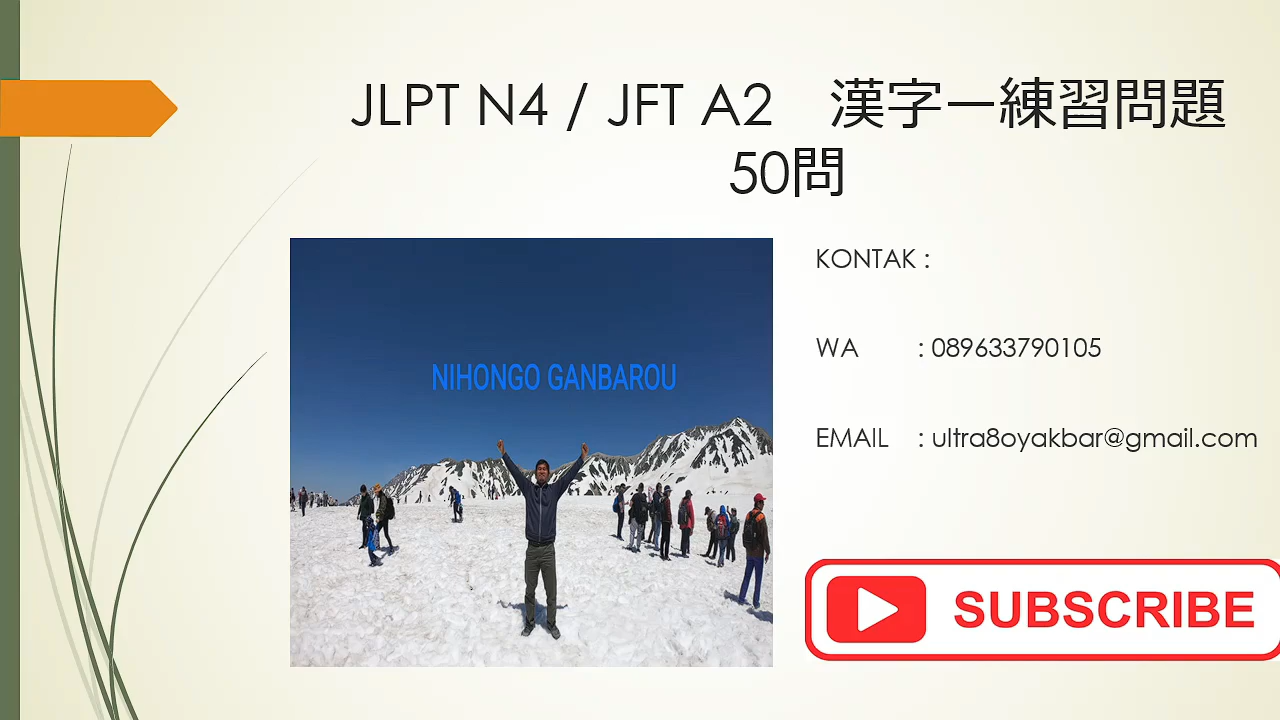 JLPT N4 / JFT A2　漢字ー練習問題
50問
NIHONGO GANBAROU
KONTAK :
WA : 089633790105
EMAIL : ultra8oyakbar@gmail.com
SUBSCRIBE